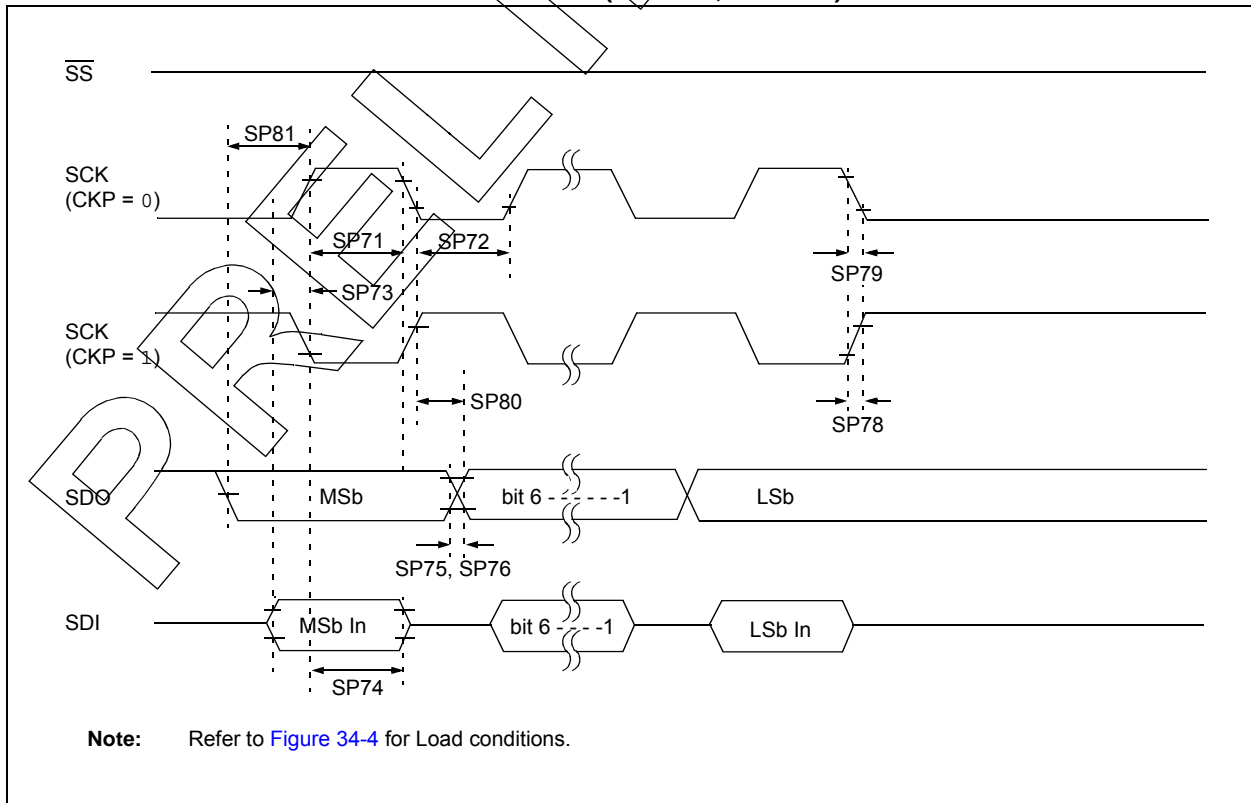 SS
SP81
SCK
(CKP = 0)
SP71
SP72
SP79
SP73
SCK
(CKP = 1)
SP80
SP78
SDO
MSb
bit 6 - - - - - -1
LSb
SP75, SP76
SDI
MSb In
bit 6 - - - - -1
LSb In
SP74
Note: Refer to Figure 34-4 for Load conditions.